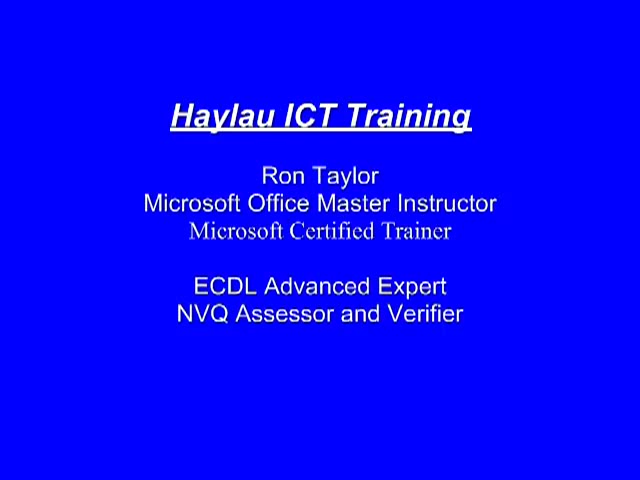 Haylau ICT Training
Ron Taylor
Microsoft Office Master Instructor
Microsoft Certified Trainer
ECDL Advanced Expert
NVQ Assessor and Verifier